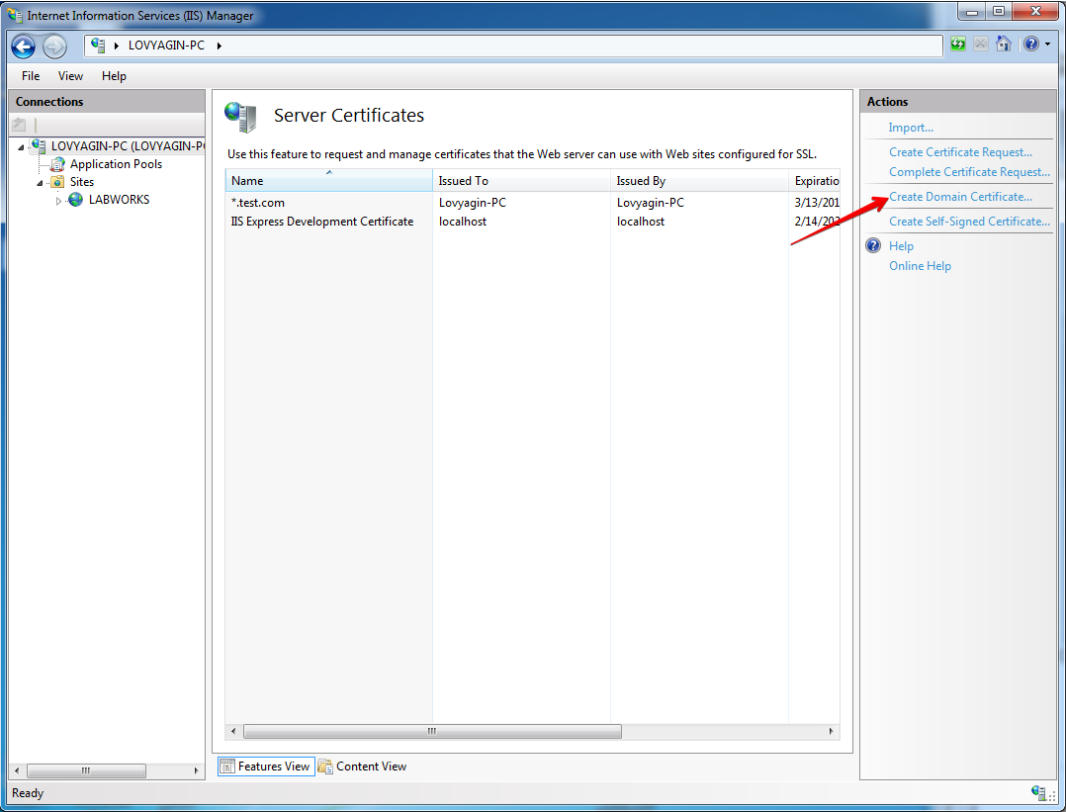 Internet Information Services (IIS) Manager
LOVYAGIN-PC
File View Help
Connections
LOVYAGIN-PC (LOVYAGIN-P
Application Pools
Sites
LABWORKS
Server Certificates
Use this feature to request and manage certificates that the Web server can use with Web sites configured for SSL.
Name Issued To Issued By Expiratio
*.test.com Lovyagin-PC Lovyagin-PC 3/13/201
IIS Express Development Certificate localhost localhost 2/14/202
Features View Content View
Actions
Import...
Create Certificate Request...
Complete Certificate Request...
Create Domain Certificate...
Create Self-Signed Certificate...
Help
Online Help
Ready